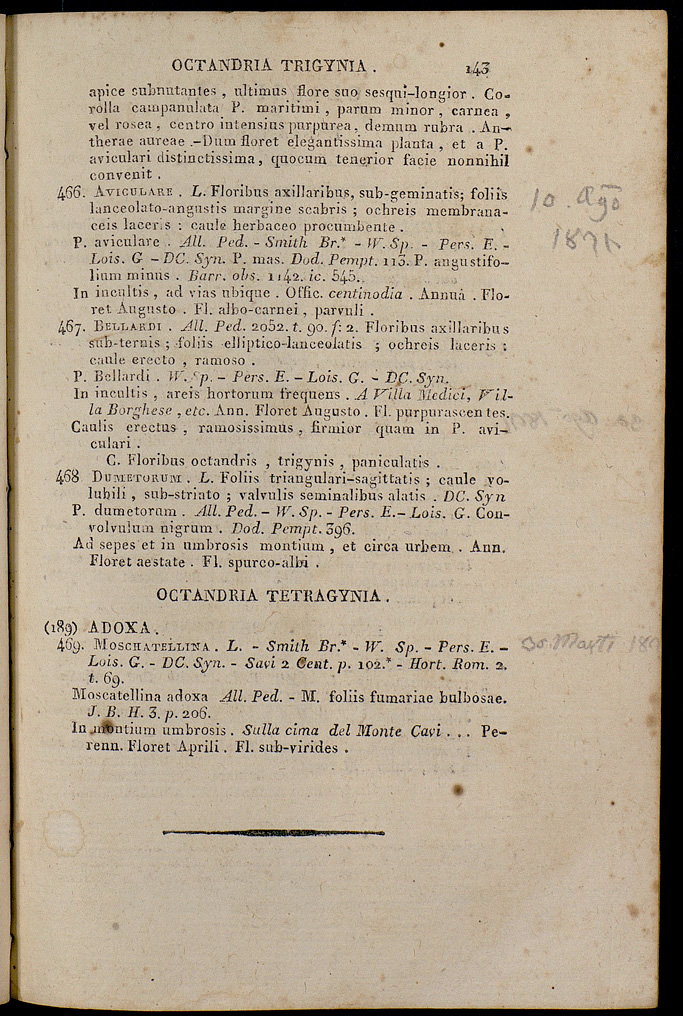 OCTANDRIA TRIGYNIA . 143
apice subnutantes , ultimus flore suo sesqui-longior . Co-
rolla campanulata P. maritimi , parum minor , carnea ,
vel rosea , centro intensius purpurea , demum rubra . An-
therae aureae .-Dum floret elegantissima planta , et a P.
aviculari distinctissima , quocum tenerior facie nonnihil
convenit .
466. AVICULARE . L. Floribus axillaribus, sub-geminatis; foliis
lanceolato-angustis margine scabris ; ochreis membrana-
ceis laceris : caule herbaceo procumbente .
10. Ago
1871
P. aviculare . All. Ped. - Smith Br.* - W. Sp. - Pers. E. -
Lois. G - DC. Syn. P. mas. Dod. Pempt. 113. P. angustifo-
lium minus . Barr. obs. 1142. ic. 545.
In incultis , ad vias ubique . Offic. centinodia . Annua . Flo-
ret Augusto . Fl. albo-carnei , parvuli .
467. BELLARDI . All. Ped. 2052. t. 90. f: 2. Floribus axillaribus
sub-ternis ; foliis elliptico-lanceolatis ; ochreis laceris :
caule erecto , ramoso .
P. Bellardi . W. Sp. - Pers. E. - Lois. G. - DC. Syn.
In incultis , areis hortorum frequens . A Villa Medici, Vil-
la Borghese , etc. Ann. Floret Augusto . Fl. purpurascentes.
Caulis erectus , ramosissimus , firmior quam in P. avi-
culari .
C. Floribus octandris , trigynis , paniculatis .
468 DUMETORUM . L. Foliis triangulari-sagittatis ; caule vo-
lubili , sub-striato ; valvulis seminalibus alatis . DC. Syn
P. dumetorum . All. Ped. - W. Sp. - Pers. E.- Lois. G. Con-
volvulum nigrum . Dod. Pempt. 396.
Ad sepes et in umbrosis montium , et circa urbem . Ann.
Floret aestate . Fl. spurco-albi .
OCTANDRIA TETRAGYNIA .
(189) ADOXA .
469. MOSCHATELLINA . L. - Smith Br.* - W. Sp. - Pers. E. -
Lois. G. - DC. Syn. - Savi 2 Cent. p. 102.* - Hort. Rom. 2.
t. 69.
30. Marti
Moscatellina adoxa All. Ped. - M. foliis fumariae bulbosae.
J. B. H. 3. p. 206.
In montium umbrosis . Sulla cima del Monte Cavi . . . Pe-
renn. Floret Aprili . Fl. sub-virides .